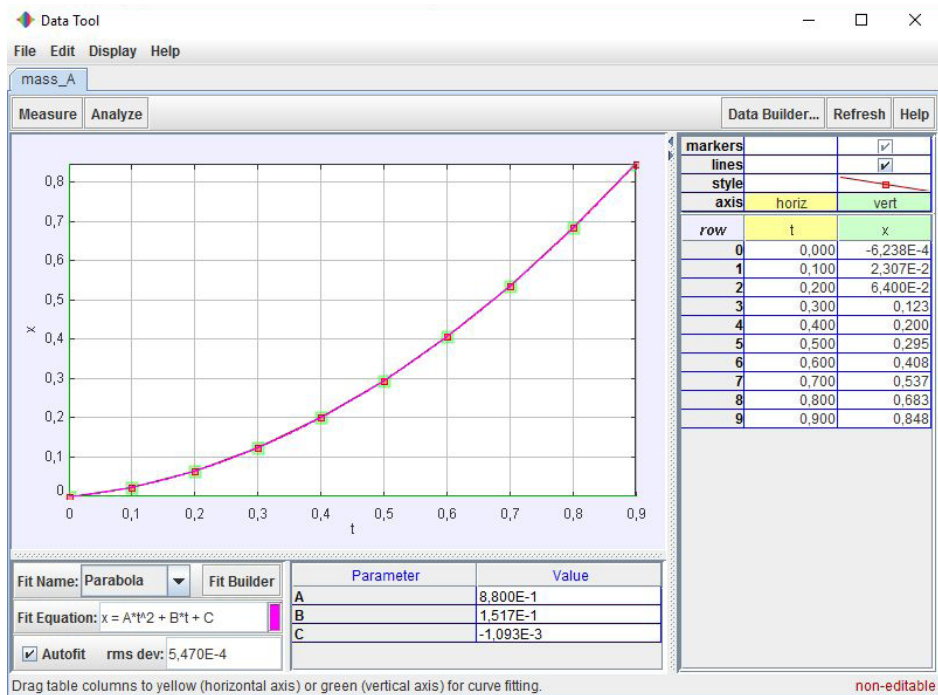 Data Tool
File Edit Display Help
mass_A
Measure Analyze Data Builder... Refresh Help
0,8
0,7
0,6
0,5
x
0,4
0,3
0,2
0,1
0
0 0,1 0,2 0,3 0,4 0,5 0,6 0,7 0,8 0,9
t
markers
lines
style
axis horiz vert
row t x
0 0,000 -6,238E-4
1 0,100 2,307E-2
2 0,200 6,400E-2
3 0,300 0,123
4 0,400 0,200
5 0,500 0,295
6 0,600 0,408
7 0,700 0,537
8 0,800 0,683
9 0,900 0,848
Fit Name: Parabola Fit Builder
Fit Equation: x = A*t^2 + B*t + C
Autofit rms dev: 5,470E-4
Parameter Value
A 8,800E-1
B 1,517E-1
C -1,093E-3
Drag table columns to yellow (horizontal axis) or green (vertical axis) for curve fitting. non-editable